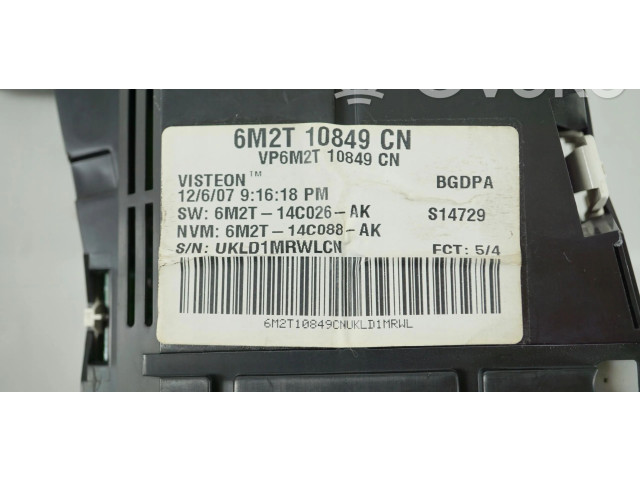 6M2T 10849 CN
VP6M2T 10849 CN
VISTEON™ BGDPA
12/6/07 9:16:18 PM
SW: 6M2T-14C026-AK S14729
NVM: 6M2T-14C088-AK
S/N: UKLD1MRWLCN FCT: 5/4
6M2T10849CNUKLD1MRWL